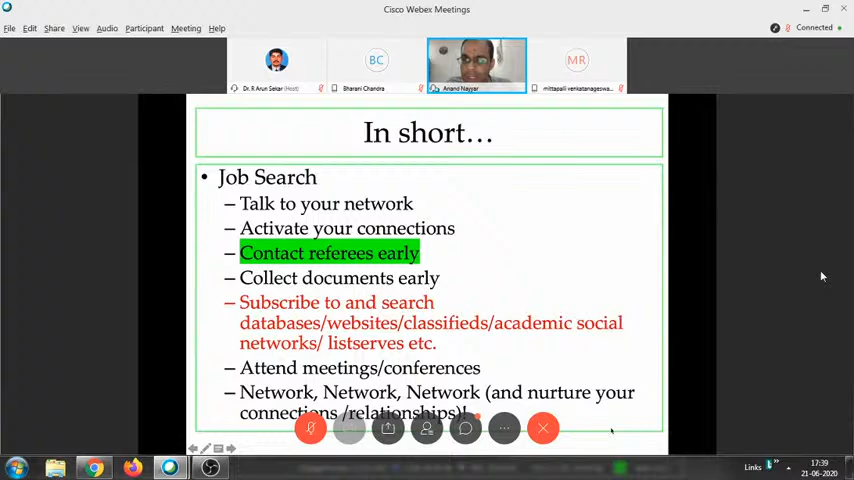 Cisco Webex Meetings
File Edit Share View Audio Participant Meeting Help
Connected
BC
MR
Dr. R Arun Sekar (Host)
Bharani Chandra
Anand Nayyar
mittapalli venkatanageswa...
In short...
• Job Search
– Talk to your network
– Activate your connections
– Contact referees early
– Collect documents early
– Subscribe to and search
databases/websites/classifieds/academic social
networks/ listserves etc.
– Attend meetings/conferences
– Network, Network, Network (and nurture your
connections /relationships)!
Links
17:39
21-06-2020